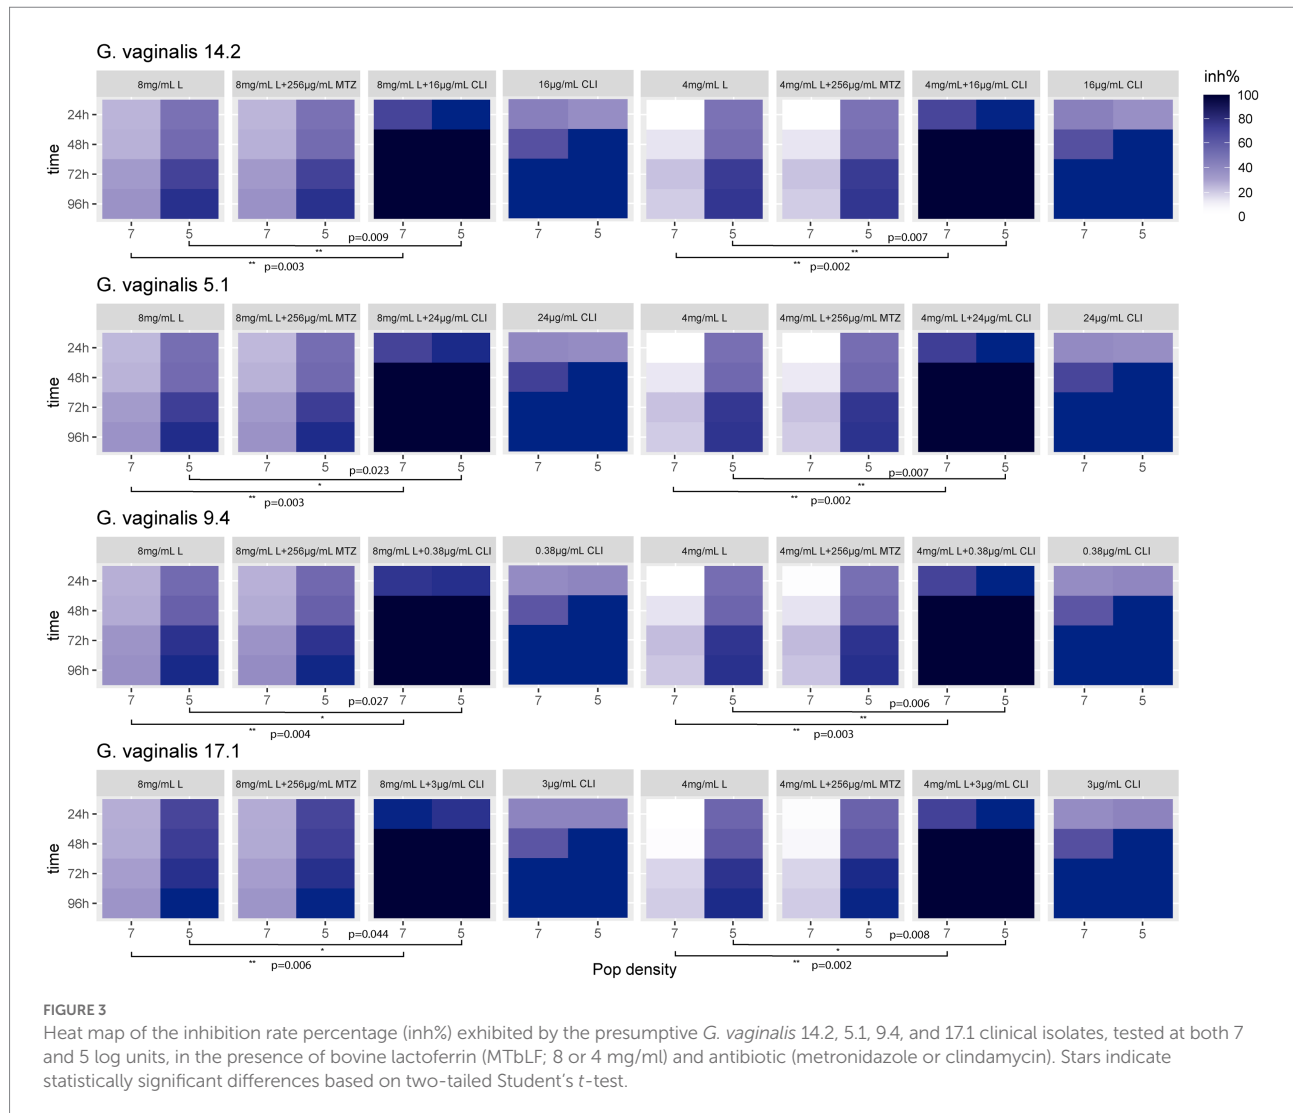 G. vaginalis 14.2
8mg/mL L 8mg/mL L+256µg/mL MTZ 8mg/mL L+16µg/mL CLI 16µg/mL CLI 4mg/mL L 4mg/mL L+256µg/mL MTZ 4mg/mL+16µg/mL CLI 16µg/mL CLI
inh%
100
80
60
40
20
0
time
24h
48h
72h
96h
7 5 7 5 7 5 7 5 7 5 7 5 7 5 7 5
p=0.009 p=0.007
** **
** p=0.003 ** p=0.002
G. vaginalis 5.1
8mg/mL L 8mg/mL L+256µg/mL MTZ 8mg/mL L+24µg/mL CLI 24µg/mL CLI 4mg/mL L 4mg/mL L+256µg/mL MTZ 4mg/mL L+24µg/mL CLI 24µg/mL CLI
time
24h
48h
72h
96h
7 5 7 5 7 5 7 5 7 5 7 5 7 5 7 5
p=0.023 p=0.007
* **
** p=0.003 ** p=0.002
G. vaginalis 9.4
8mg/mL L 8mg/mL L+256µg/mL MTZ 8mg/mL L+0.38µg/mL CLI 0.38µg/mL CLI 4mg/mL L 4mg/mL L+256µg/mL MTZ 4mg/mL L+0.38µg/mL CLI 0.38µg/mL CLI
time
24h
48h
72h
96h
7 5 7 5 7 5 7 5 7 5 7 5 7 5 7 5
p=0.027 p=0.006
* **
** p=0.004 ** p=0.003
G. vaginalis 17.1
8mg/mL L 8mg/mL L+256µg/mL MTZ 8mg/mL L+3µg/mL CLI 3µg/mL CLI 4mg/mL L 4mg/mL L+256µg/mL MTZ 4mg/mL L+3µg/mL CLI 3µg/mL CLI
time
24h
48h
72h
96h
7 5 7 5 7 5 7 5 7 5 7 5 7 5 7 5
p=0.044 p=0.008
* *
** p=0.006 ** p=0.002
Pop density
FIGURE 3
Heat map of the inhibition rate percentage (inh%) exhibited by the presumptive G. vaginalis 14.2, 5.1, 9.4, and 17.1 clinical isolates, tested at both 7
and 5 log units, in the presence of bovine lactoferrin (MTbLF; 8 or 4 mg/ml) and antibiotic (metronidazole or clindamycin). Stars indicate
statistically significant differences based on two-tailed Student's t-test.